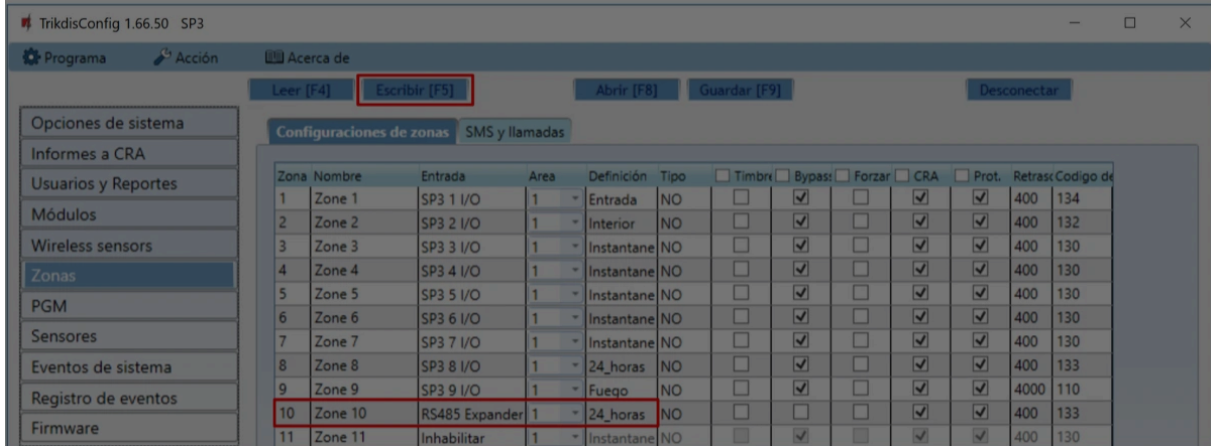 TrikdisConfig 1.66.50 SP3
Programa Acción Acerca de
Leer [F4] Escribir [F5] Abrir [F8] Guardar [F9] Desconectar
Opciones de sistema
Informes a CRA
Usuarios y Reportes
Módulos
Wireless sensors
Zonas
PGM
Sensores
Eventos de sistema
Registro de eventos
Firmware
Configuraciones de zonas SMS y llamadas
Zona Nombre Entrada Area Definición Tipo Timbre Bypass Forzar CRA Prot. Retraso Codigo de
1 Zone 1 SP3 1 I/O 1 Entrada NO 400 134
2 Zone 2 SP3 2 I/O 1 Interior NO 400 132
3 Zone 3 SP3 3 I/O 1 Instantane NO 400 130
4 Zone 4 SP3 4 I/O 1 Instantane NO 400 130
5 Zone 5 SP3 5 I/O 1 Instantane NO 400 130
6 Zone 6 SP3 6 I/O 1 Instantane NO 400 130
7 Zone 7 SP3 7 I/O 1 Instantane NO 400 130
8 Zone 8 SP3 8 I/O 1 24_horas NO 400 133
9 Zone 9 SP3 9 I/O 1 Fuego NO 4000 110
10 Zone 10 RS485 Expander 1 24_horas NO 400 133
11 Zone 11 Inhabilitar 1 Instantane NO 400 130